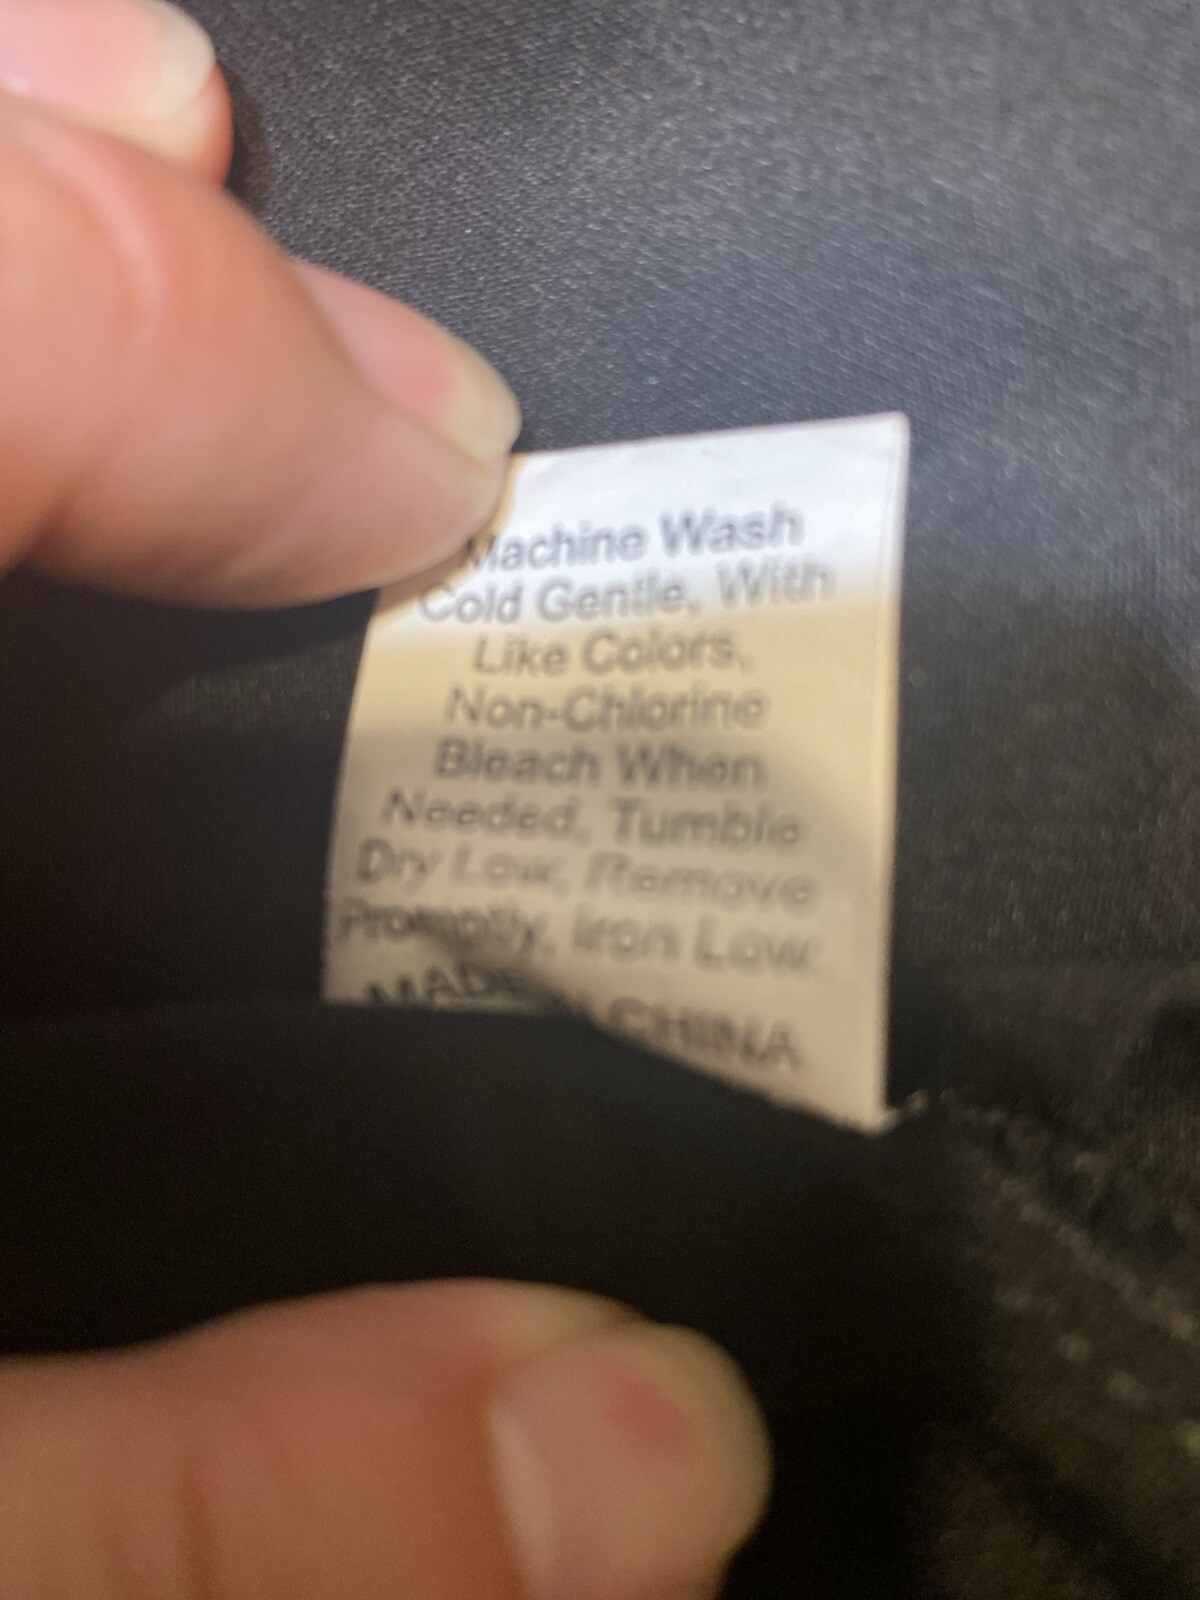 Machine Wash
Cold Gentle, With
Like Colors,
Non-Chlorine
Bleach When
Needed, Tumble
Dry Low, Remove
Promptly, Iron Low.
MADE IN CHINA